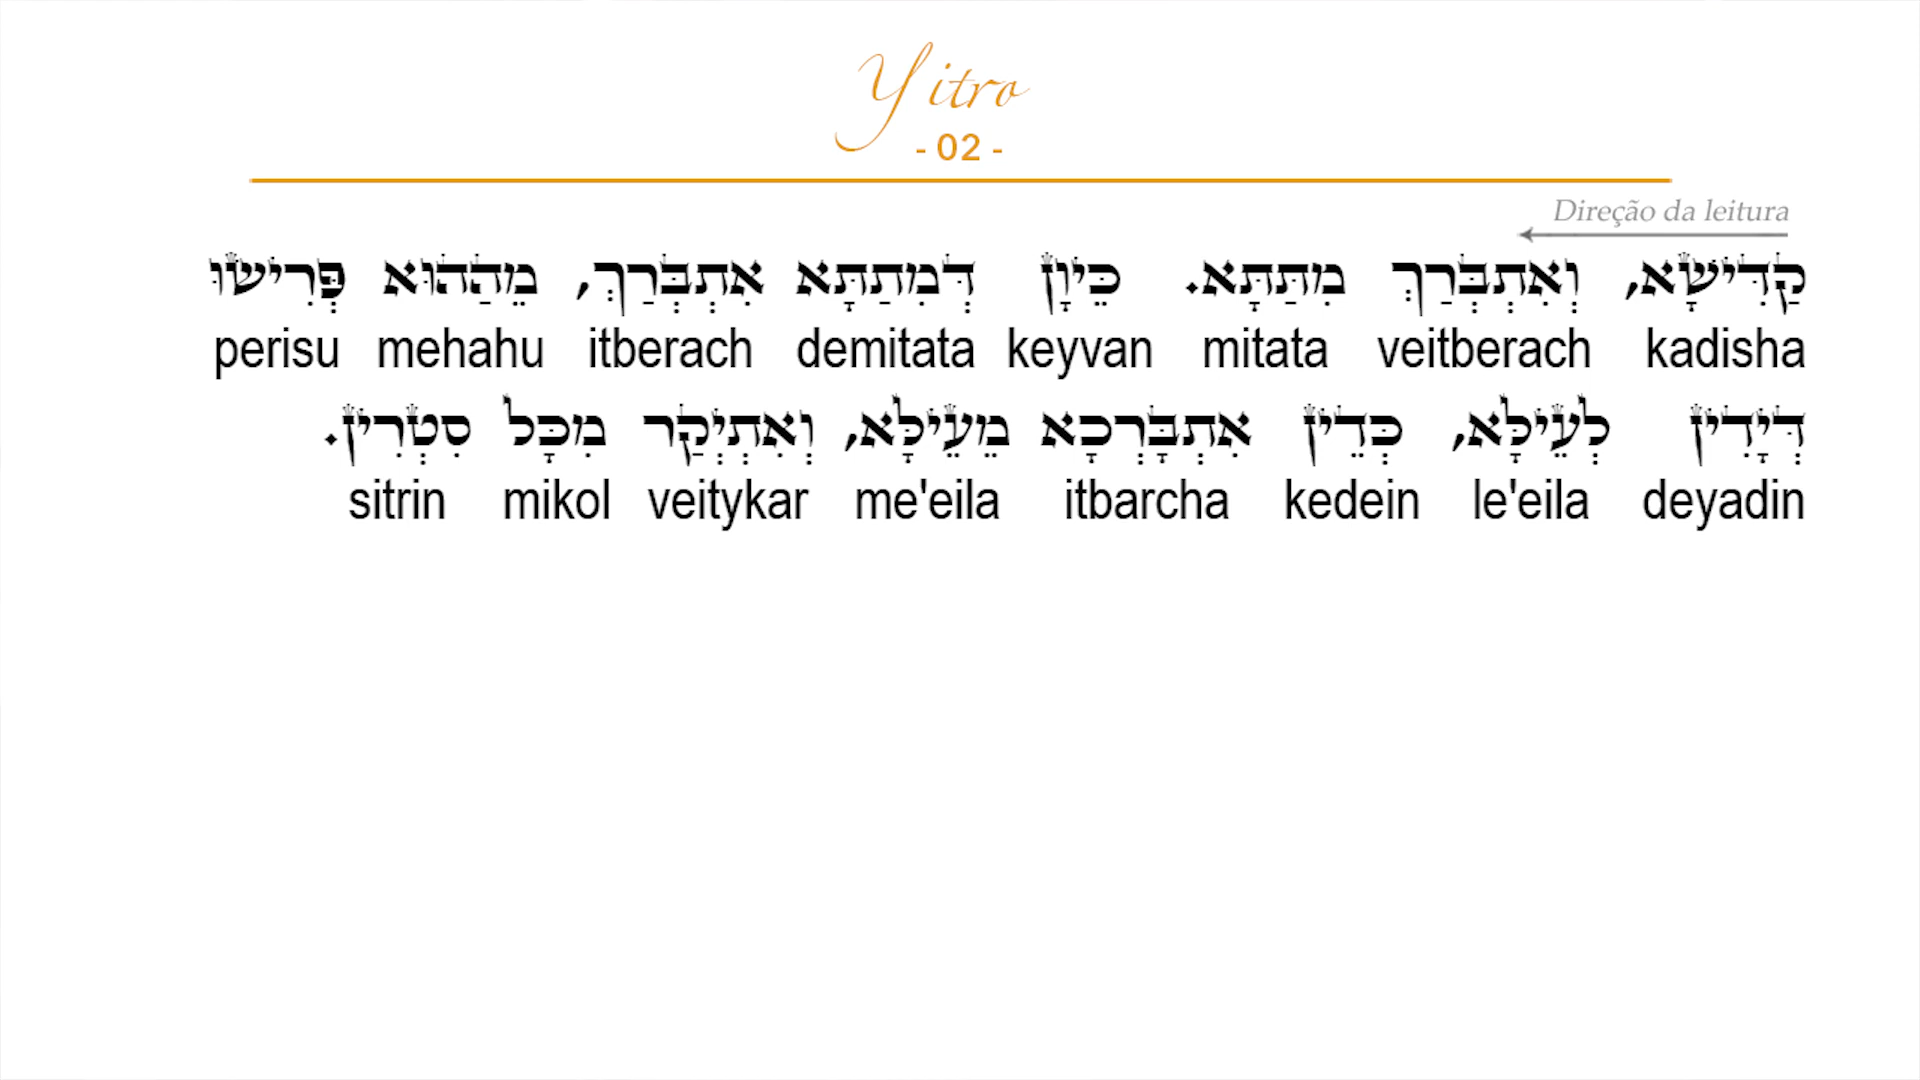 Yitro
- 02 -
Direção da leitura
קַדִּישָׁא, וְאִתְבְּרַךְ מִתַּתָּא. כֵּיוָן דְּמִתַתָּא אִתְבְּרַךְ, מֵהַהוּא פְּרִישׂוּ
perisu mehahu itberach demitata keyvan mitata veitberach kadisha
דְּיָדִין לְעֵילָּא, כְּדֵין אִתְבָּרְכָא מֵעֵילָּא, וְאִתְיְקַר מִכָּל סִטְרִין.
sitrin mikol veitykar me'eila itbarcha kedein le'eila deyadin